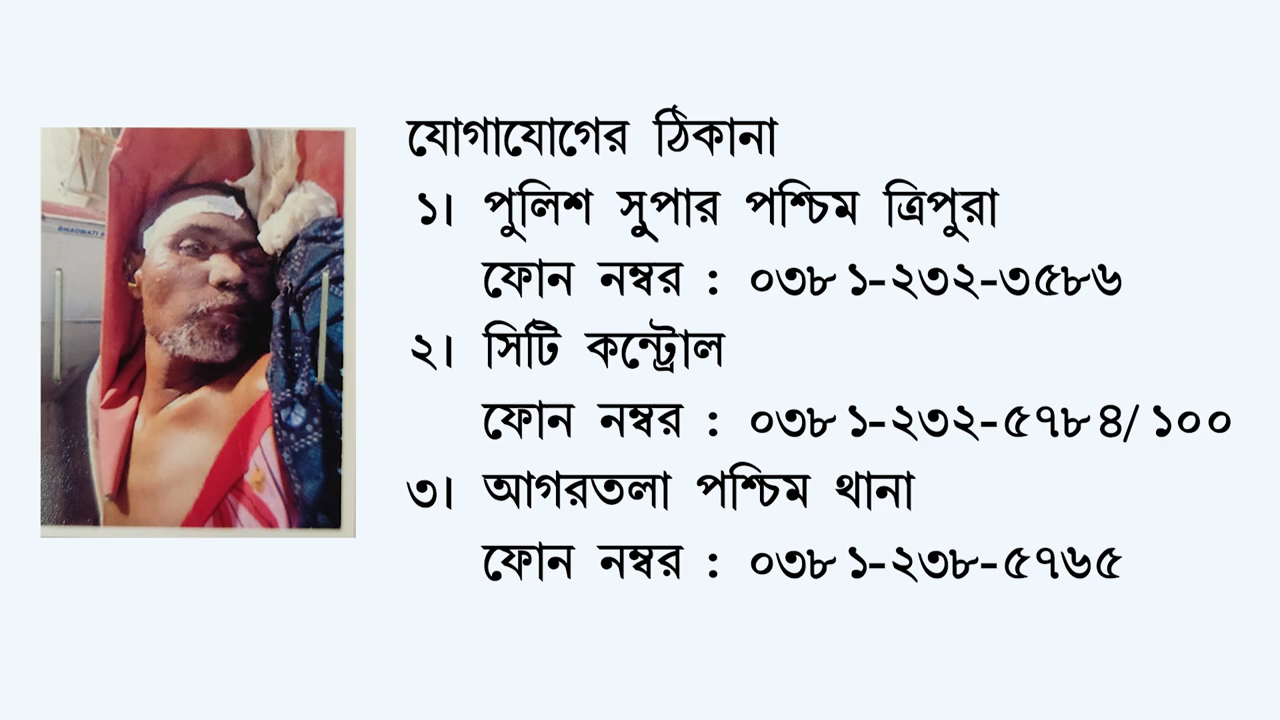 যোগাযোগের ঠিকানা
১। পুলিশ সুপার পশ্চিম ত্রিপুরা
ফোন নম্বর : ০৩৮১-২৩২-৩৫৮৬
২। সিটি কন্ট্রোল
ফোন নম্বর : ০৩৮১-২৩২-৫৭৮৪/১০০
৩। আগরতলা পশ্চিম থানা
ফোন নম্বর : ০৩৮১-২৩৮-৫৭৬৫
BHAGWATI